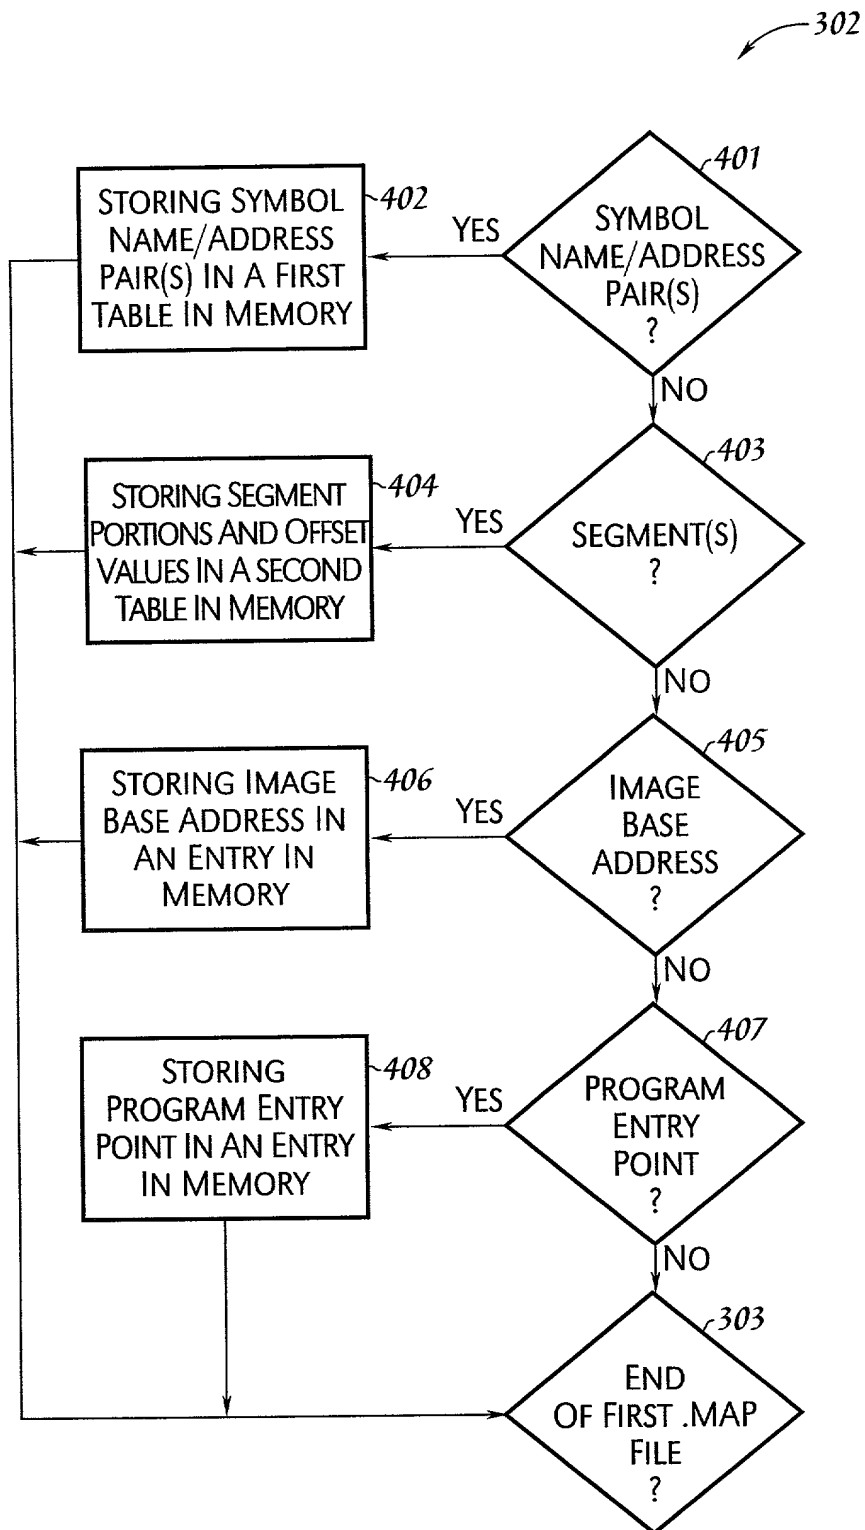 302
401
SYMBOL
NAME/ADDRESS
PAIR(S)
?
YES
402
STORING SYMBOL
NAME/ADDRESS
PAIR(S) IN A FIRST
TABLE IN MEMORY
NO
403
SEGMENT(S)
?
YES
404
STORING SEGMENT
PORTIONS AND OFFSET
VALUES IN A SECOND
TABLE IN MEMORY
NO
405
IMAGE
BASE
ADDRESS
?
YES
406
STORING IMAGE
BASE ADDRESS IN
AN ENTRY IN
MEMORY
NO
407
PROGRAM
ENTRY
POINT
?
YES
408
STORING
PROGRAM ENTRY
POINT IN AN ENTRY
IN MEMORY
NO
303
END
OF FIRST .MAP
FILE
?